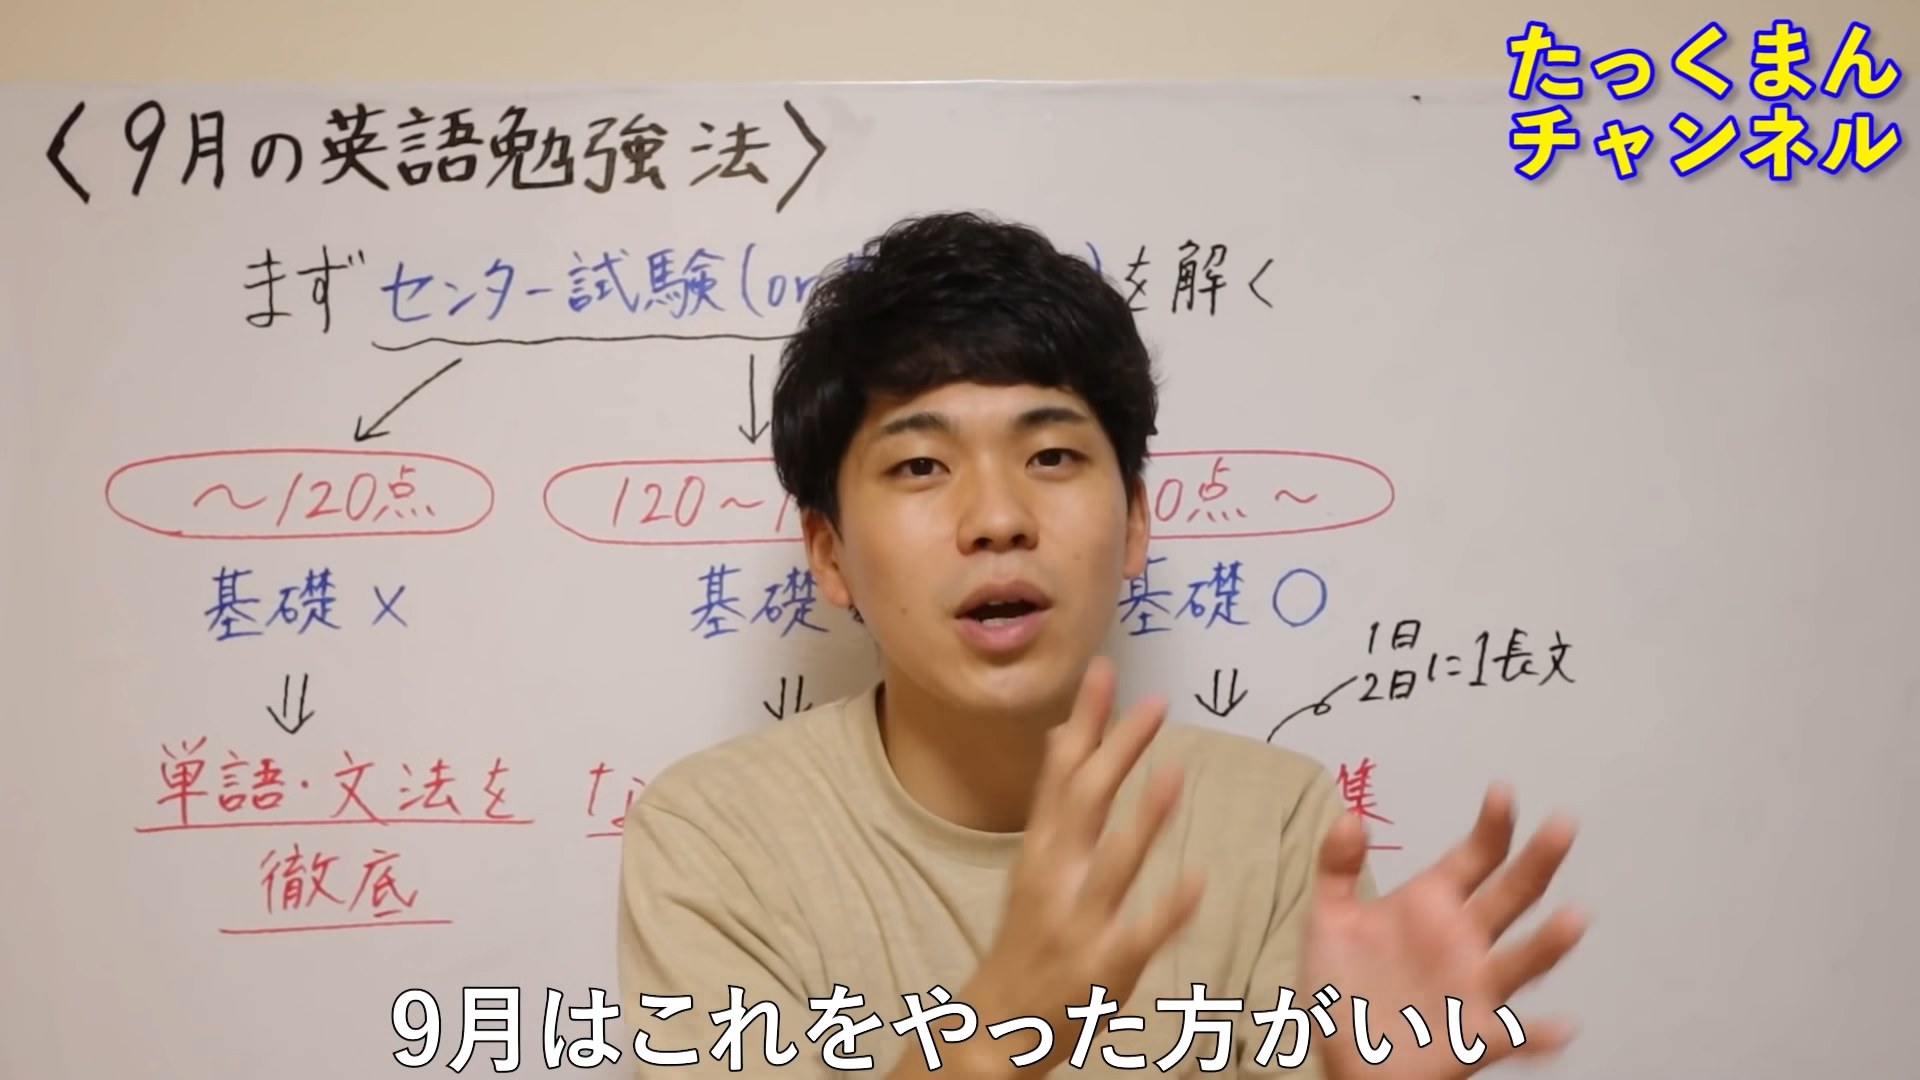 たっくまん
チャンネル
〈9月の英語勉強法〉
まずセンター試験(or を解く
～120点
120～
0点～
基礎×
基礎
基礎○
1日
2日に1長文
単語・文法を
徹底
な
集
9月はこれをやった方がいい